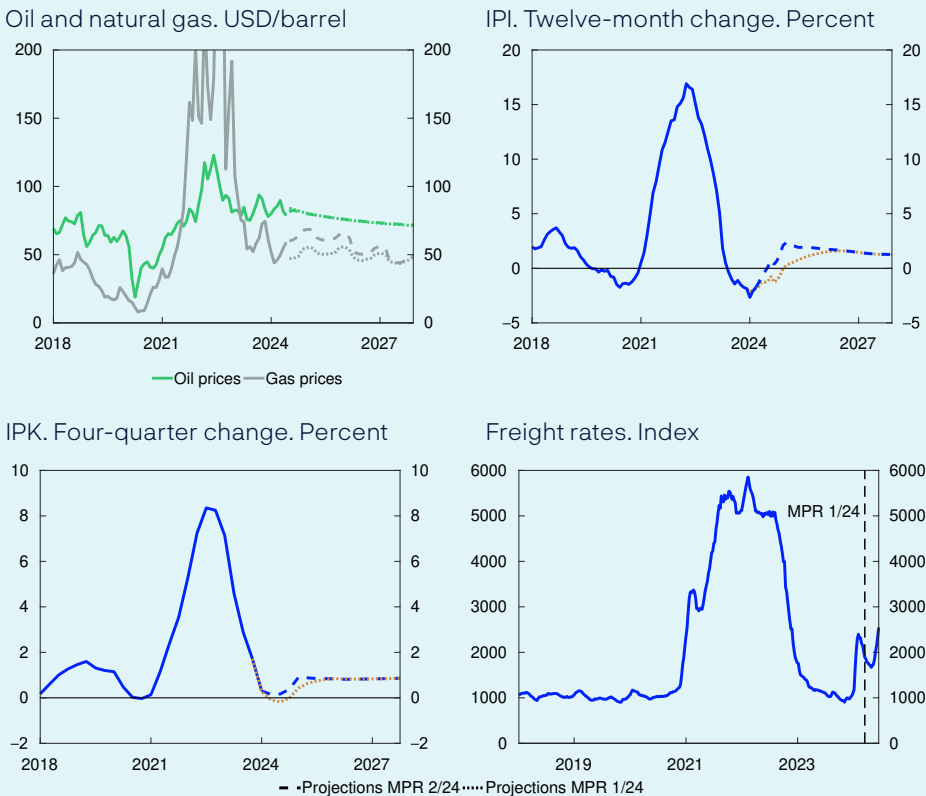 Oil and natural gas. USD/barrel
200 200
150 150
100 100
50 50
0 0
2018 2021 2024 2027
Oil prices Gas prices
IPI. Twelve-month change. Percent
20 20
15 15
10 10
5 5
0 0
−5 −5
2018 2021 2024 2027
IPK. Four-quarter change. Percent
10 10
8 8
6 6
4 4
2 2
0 0
−2 −2
2018 2021 2024 2027
Freight rates. Index
6000 6000
MPR 1/24
5000 5000
4000 4000
3000 3000
2000 2000
1000 1000
0 0
2019 2021 2023
Projections MPR 2/24 Projections MPR 1/24